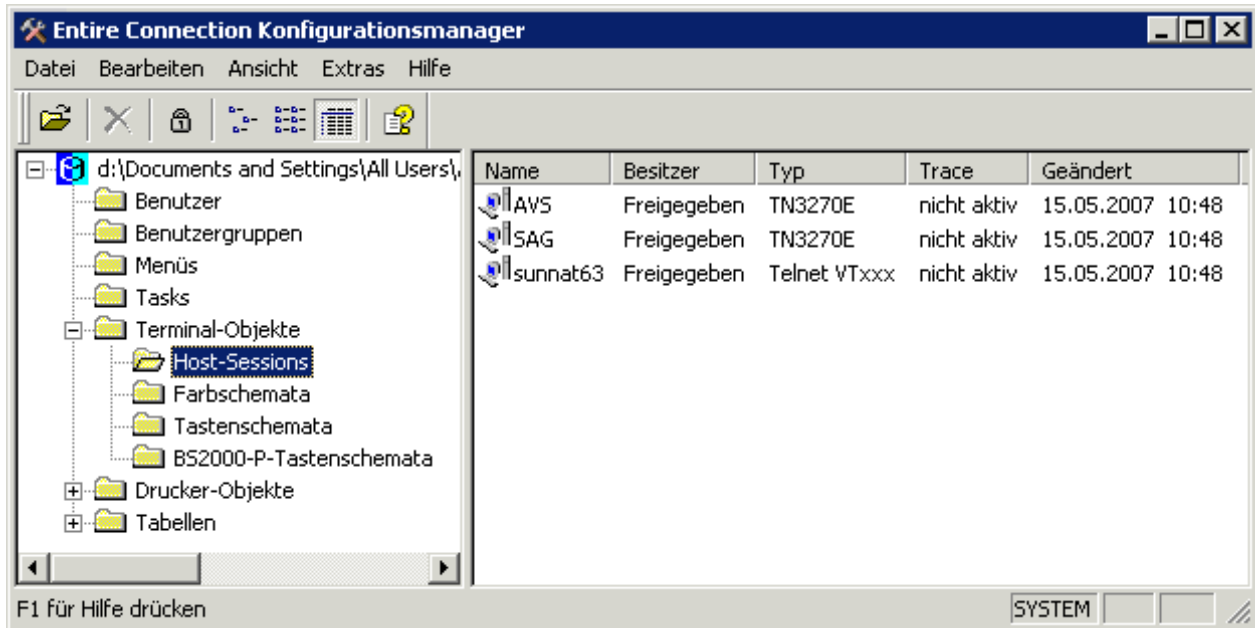 Entire Connection Konfigurationsmanager
Datei Bearbeiten Ansicht Extras Hilfe
d:\Documents and Settings\All Users\
Benutzer
Benutzergruppen
Menüs
Tasks
Terminal-Objekte
Host-Sessions
Farbschemata
Tastenschemata
BS2000-P-Tastenschemata
Drucker-Objekte
Tabellen
Name Besitzer Typ Trace Geändert
AVS Freigegeben TN3270E nicht aktiv 15.05.2007 10:48
SAG Freigegeben TN3270E nicht aktiv 15.05.2007 10:48
sunnat63 Freigegeben Telnet VTxxx nicht aktiv 15.05.2007 10:48
F1 für Hilfe drücken
SYSTEM